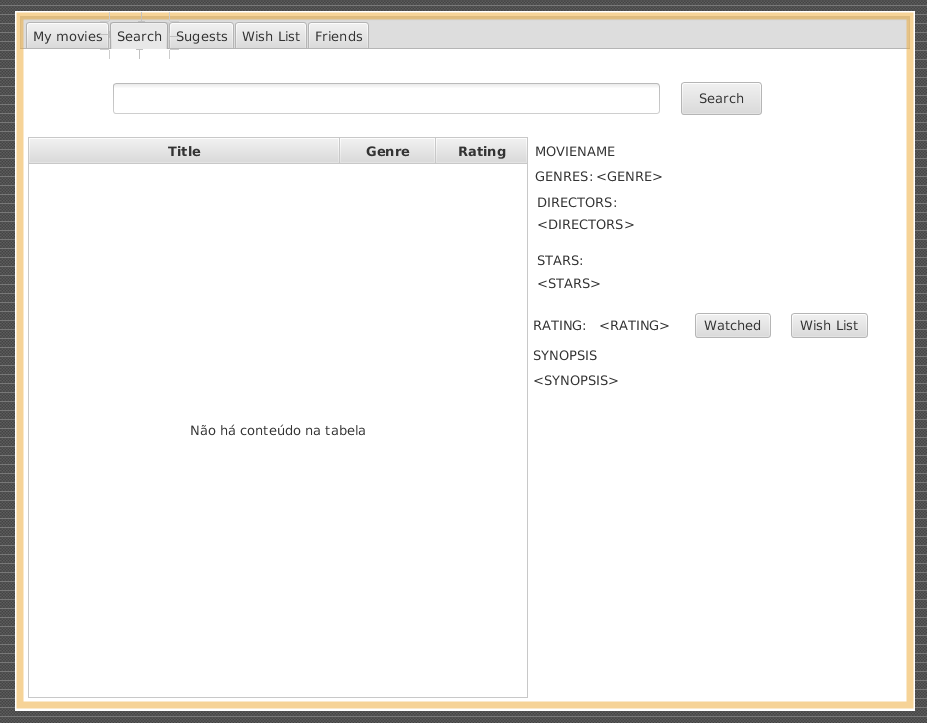 My movies Search Sugests Wish List Friends
Search
Title Genre Rating
MOVIENAME
GENRES: <GENRE>
DIRECTORS:
<DIRECTORS>
STARS:
<STARS>
RATING: <RATING> Watched Wish List
SYNOPSIS
<SYNOPSIS>
Não há conteúdo na tabela